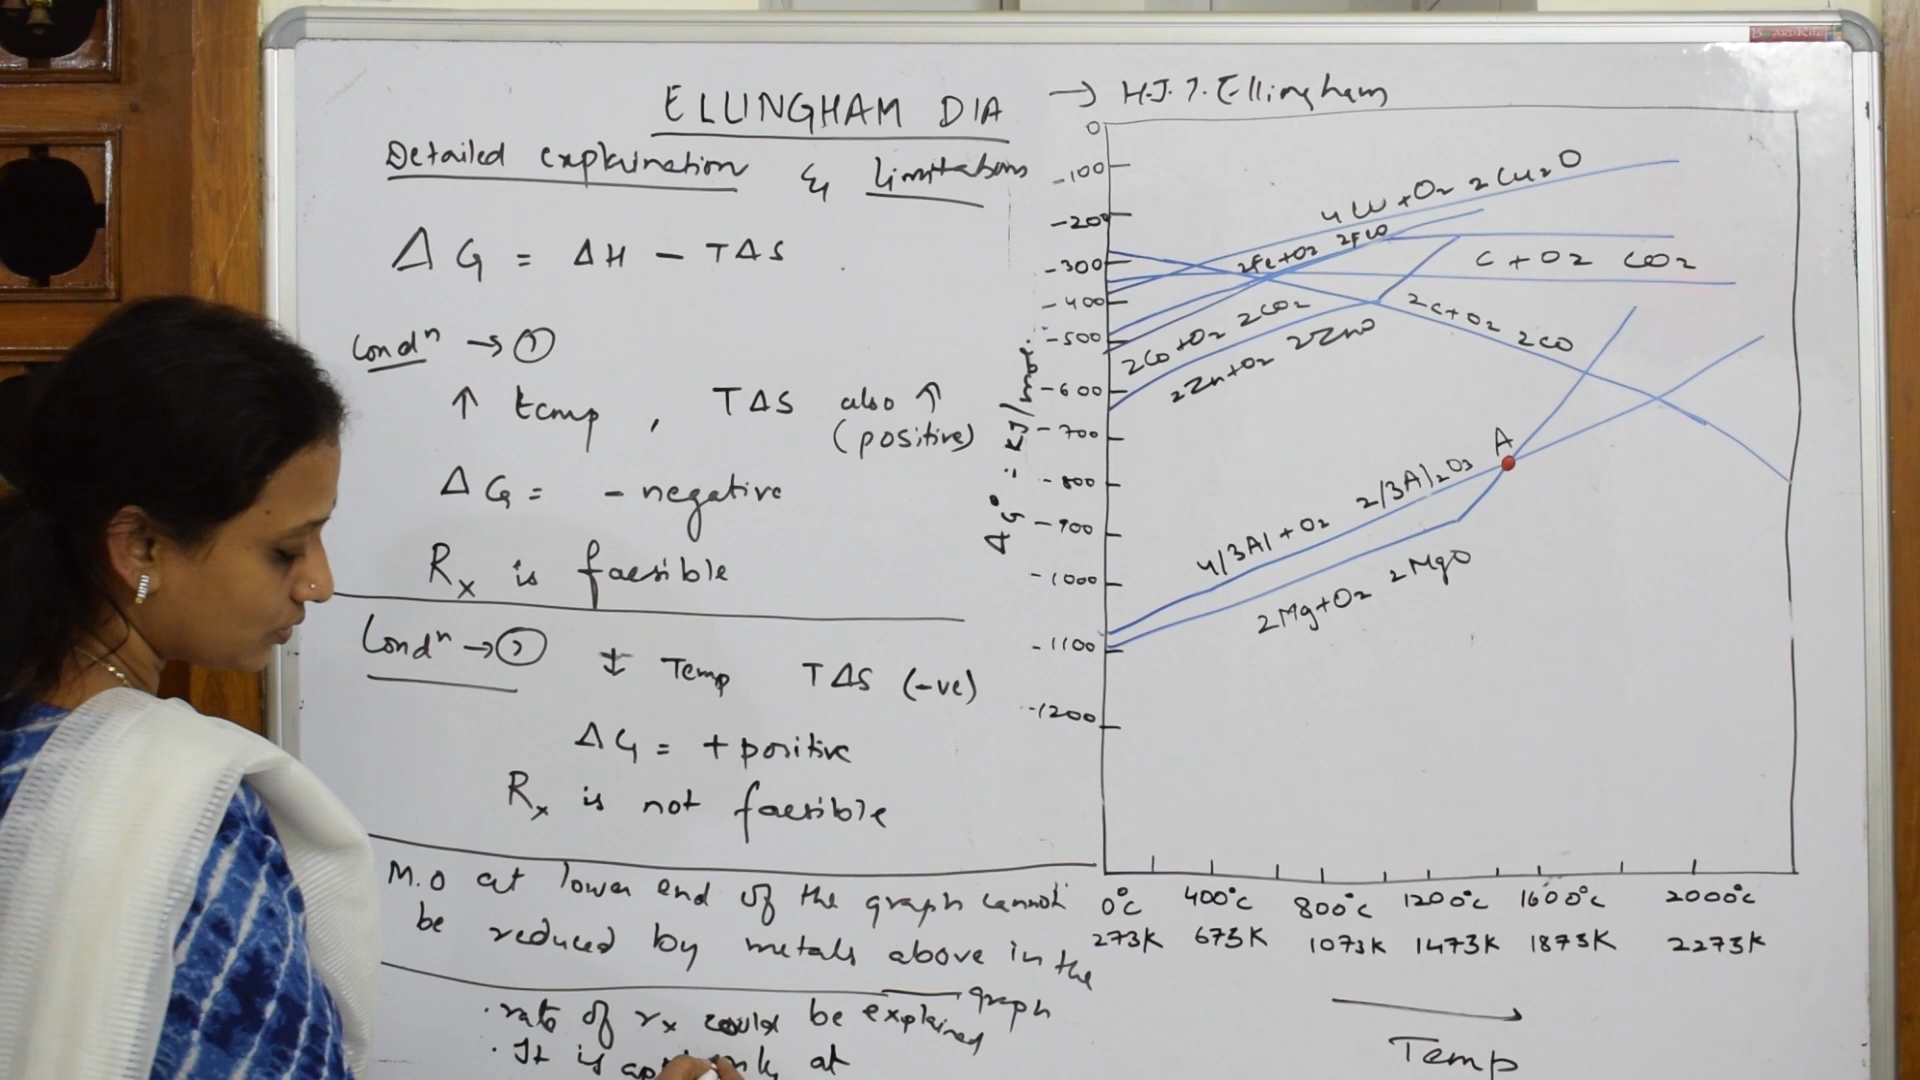 ELLINGHAM DIA → H.J.T. Ellingham
Detailed explaination & limitations
ΔG = ΔH - TΔS
Condⁿ → ①
↑ temp, TΔS also ↑
(positive)
ΔG = - negative
Rx is faesible
Condⁿ → ②
↓ Temp TΔS (-ve)
ΔG = + positive
Rx is not faesible
M.O at lower end of the graph cannot
be reduced by metals above in the
graph
· rate of rx could be explained
· It is at
0
-100
-200
-300
-400
-500
-600
-700
-800
-900
-1000
-1100
-1200
ΔG° = KJ/mole.
4Cu+O2 2Cu2O
2Fe+O2 2FeO
C+O2 CO2
2CO+O2 2CO2
2C+O2 2CO
2Zn+O2 2ZnO
A
4/3Al+O2 2/3Al2O3
2Mg+O2 2MgO
0°C 400°C 800°C 1200°C 1600°C 2000°C
273K 673K 1073K 1473K 1873K 2273K
Temp